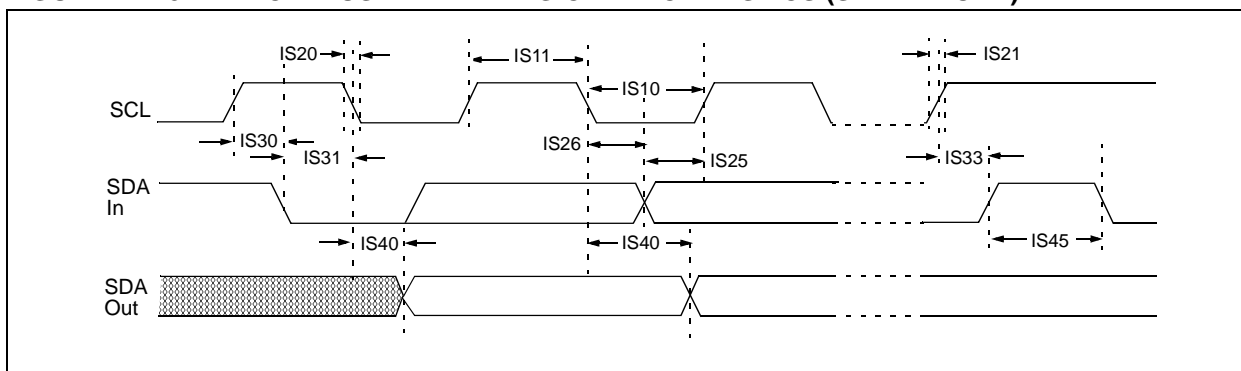 IS20
IS11
IS21
IS10
SCL
IS30
IS31
IS26
IS25
IS33
SDA
In
IS40
IS40
IS45
SDA
Out